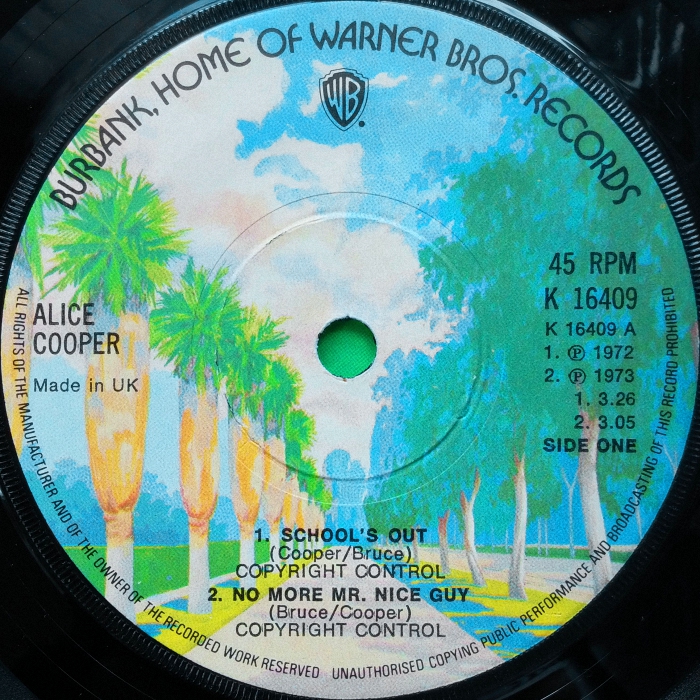 BURBANK, HOME OF WARNER BROS. RECORDS
WB
ALICE
COOPER
Made in UK
45 RPM
K 16409
K 16409 A
1. ℗ 1972
2. ℗ 1973
1. 3.26
2. 3.05
SIDE ONE
1. SCHOOL'S OUT
(Cooper/Bruce)
COPYRIGHT CONTROL
2. NO MORE MR. NICE GUY
(Bruce/Cooper)
COPYRIGHT CONTROL
ALL RIGHTS OF THE MANUFACTURER AND OF THE OWNER OF THE RECORDED WORK RESERVED UNAUTHORISED COPYING PUBLIC PERFORMANCE AND BROADCASTING OF THIS RECORD PROHIBITED